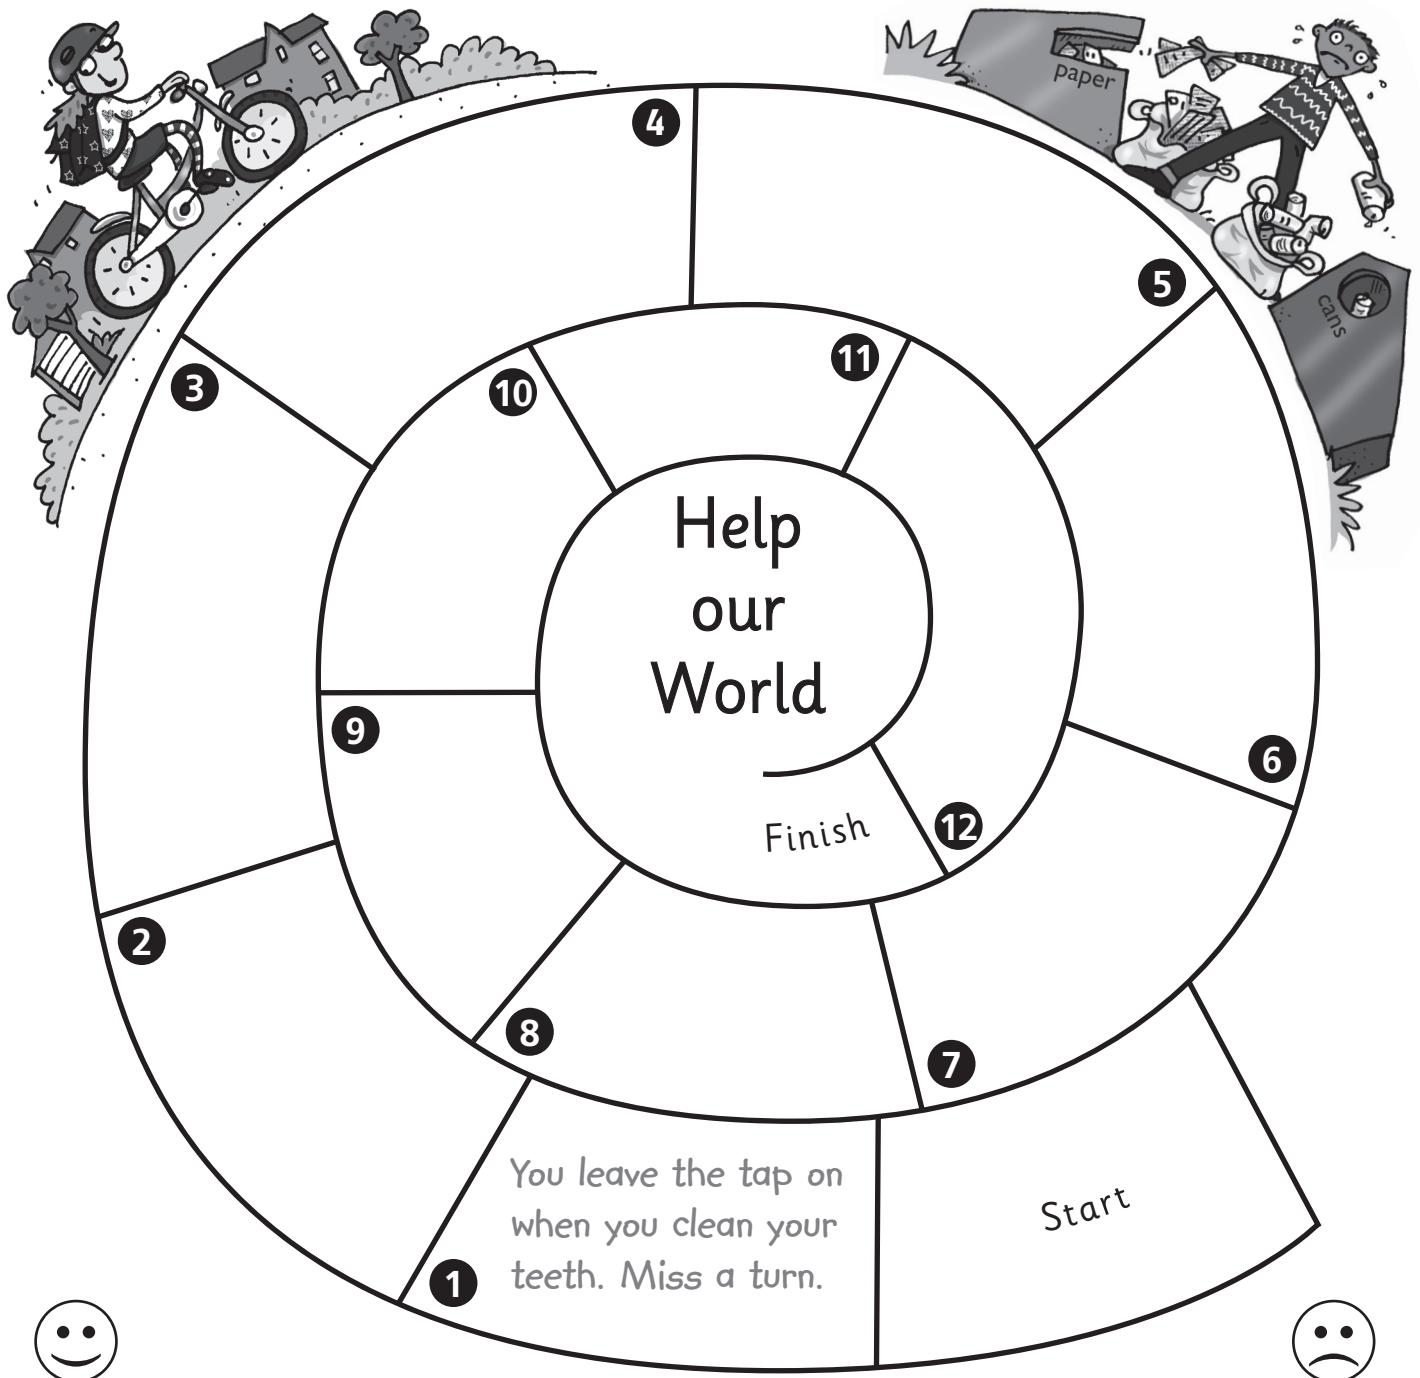 paper
cans
4
5
3
10
11
Help
our
World
9
6
12
Finish
2
8
7
You leave the tap on
when you clean your
teeth. Miss a turn.
1
Start